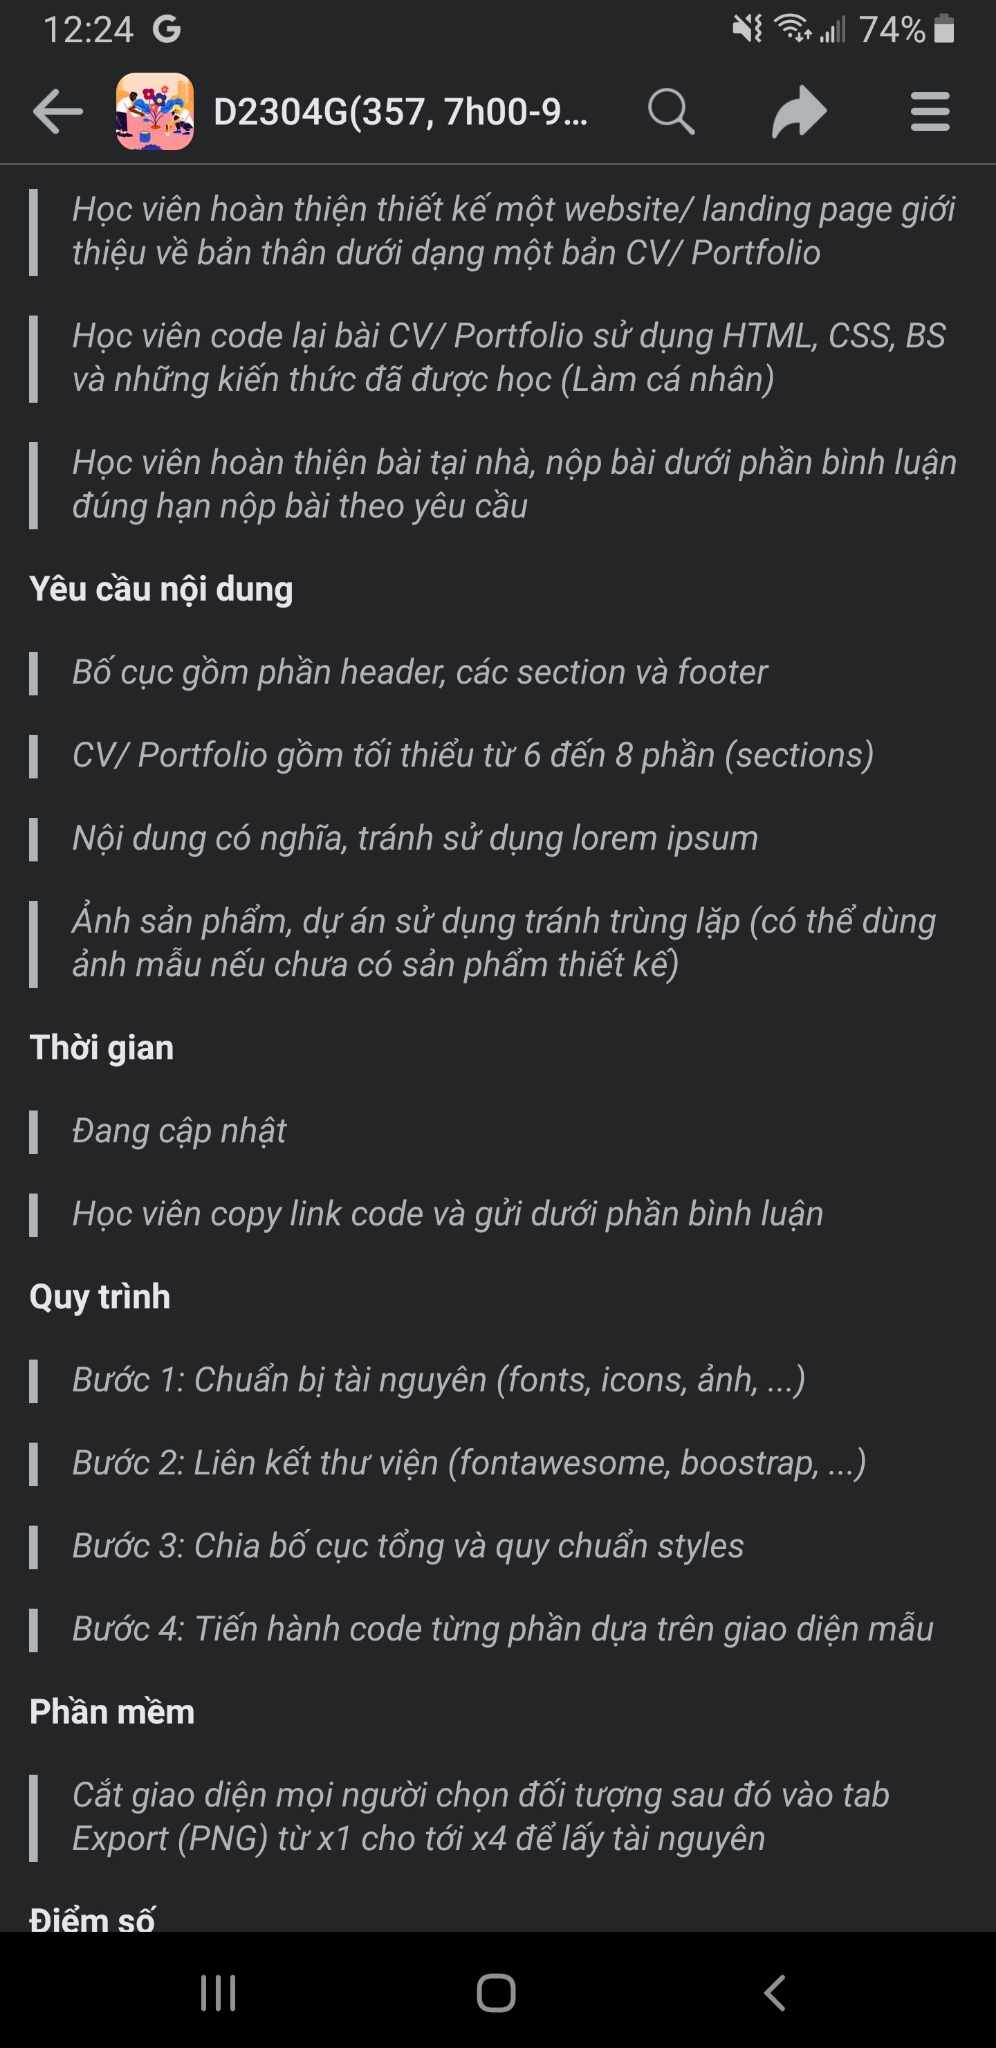 12:24 G 74%
D2304G(357, 7h00-9...
Học viên hoàn thiện thiết kế một website/ landing page giới
thiệu về bản thân dưới dạng một bản CV/ Portfolio
Học viên code lại bài CV/ Portfolio sử dụng HTML, CSS, BS
và những kiến thức đã được học (Làm cá nhân)
Học viên hoàn thiện bài tại nhà, nộp bài dưới phần bình luận
đúng hạn nộp bài theo yêu cầu
Yêu cầu nội dung
Bố cục gồm phần header, các section và footer
CV/ Portfolio gồm tối thiểu từ 6 đến 8 phần (sections)
Nội dung có nghĩa, tránh sử dụng lorem ipsum
Ảnh sản phẩm, dự án sử dụng tránh trùng lặp (có thể dùng
ảnh mẫu nếu chưa có sản phẩm thiết kế)
Thời gian
Đang cập nhật
Học viên copy link code và gửi dưới phần bình luận
Quy trình
Bước 1: Chuẩn bị tài nguyên (fonts, icons, ảnh, ...)
Bước 2: Liên kết thư viện (fontawesome, boostrap, ...)
Bước 3: Chia bố cục tổng và quy chuẩn styles
Bước 4: Tiến hành code từng phần dựa trên giao diện mẫu
Phần mềm
Cắt giao diện mọi người chọn đối tượng sau đó vào tab
Export (PNG) từ x1 cho tới x4 để lấy tài nguyên
Điểm số